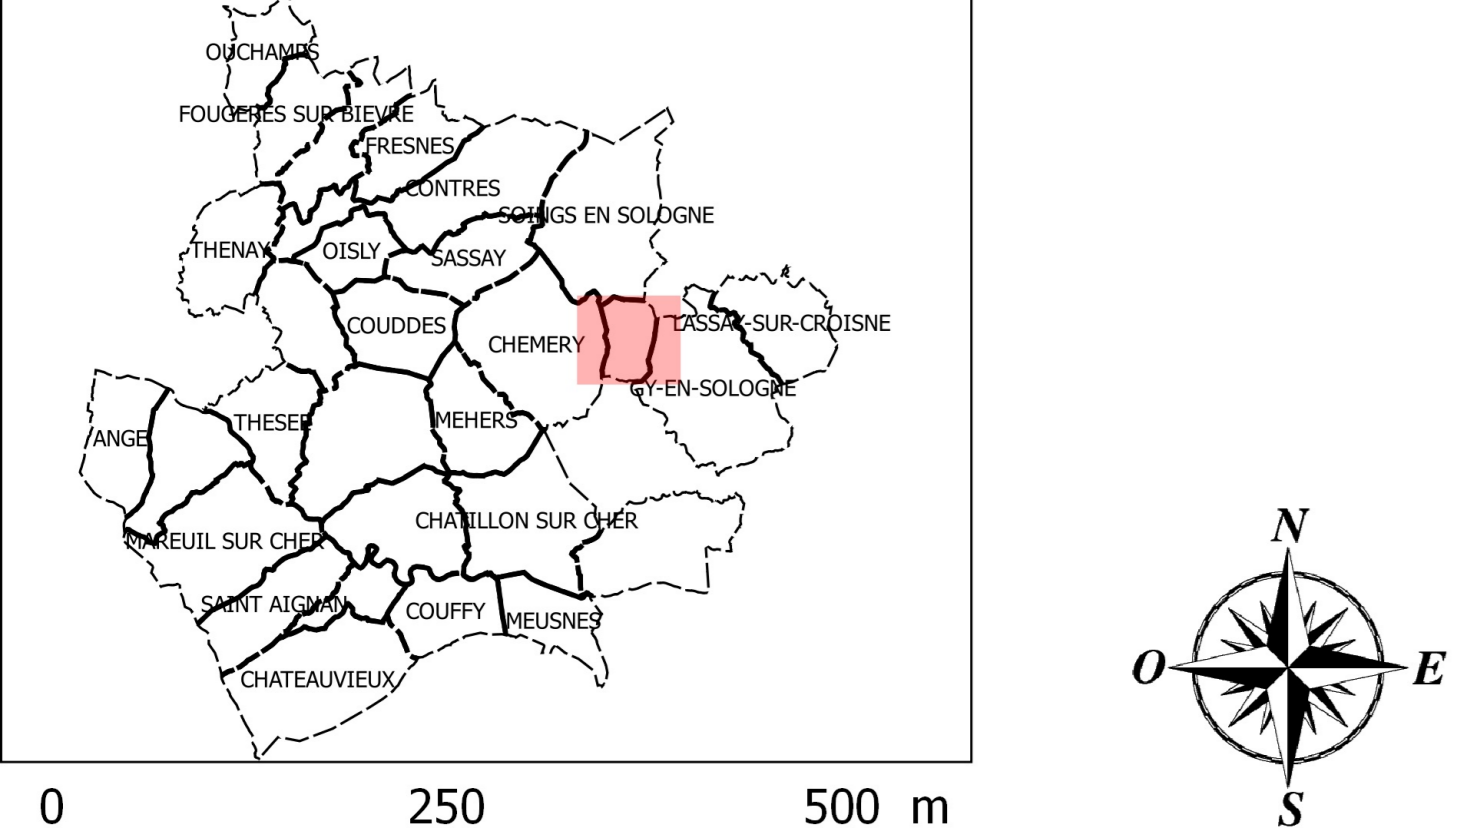 OUCHAMPS
FOUGERES SUR BIEVRE
FRESNES
CONTRES
SOINGS EN SOLOGNE
THENAY
OISLY
SASSAY
COUDDES
CHEMERY
LASSAY-SUR-CROISNE
GY-EN-SOLOGNE
THESEE
MEHERS
ANGE
CHATILLON SUR CHER
MAREUIL SUR CHER
SAINT AIGNAN
COUFFY
MEUSNES
CHATEAUVIEUX
N
O
E
S
0 250 500 m